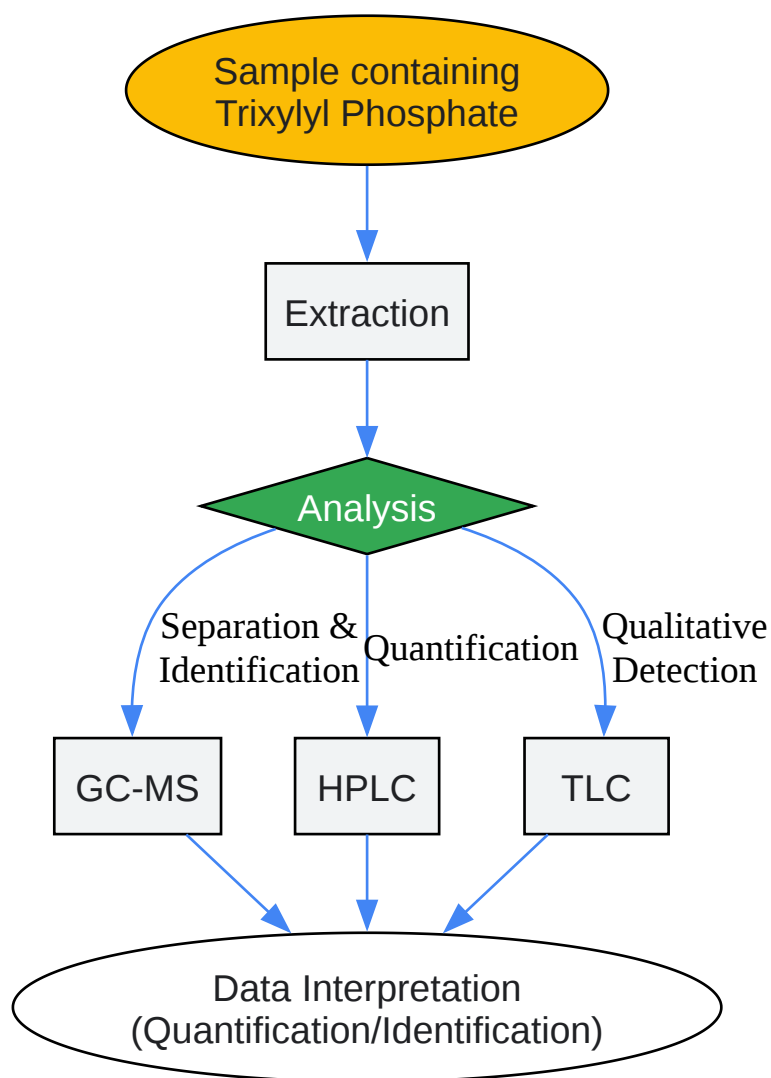 Sample containing
Trixylyl Phosphate
Extraction
Analysis
Separation &
Identification
Quantification
Qualitative
Detection
GC-MS
HPLC
TLC
Data Interpretation
(Quantification/Identification)